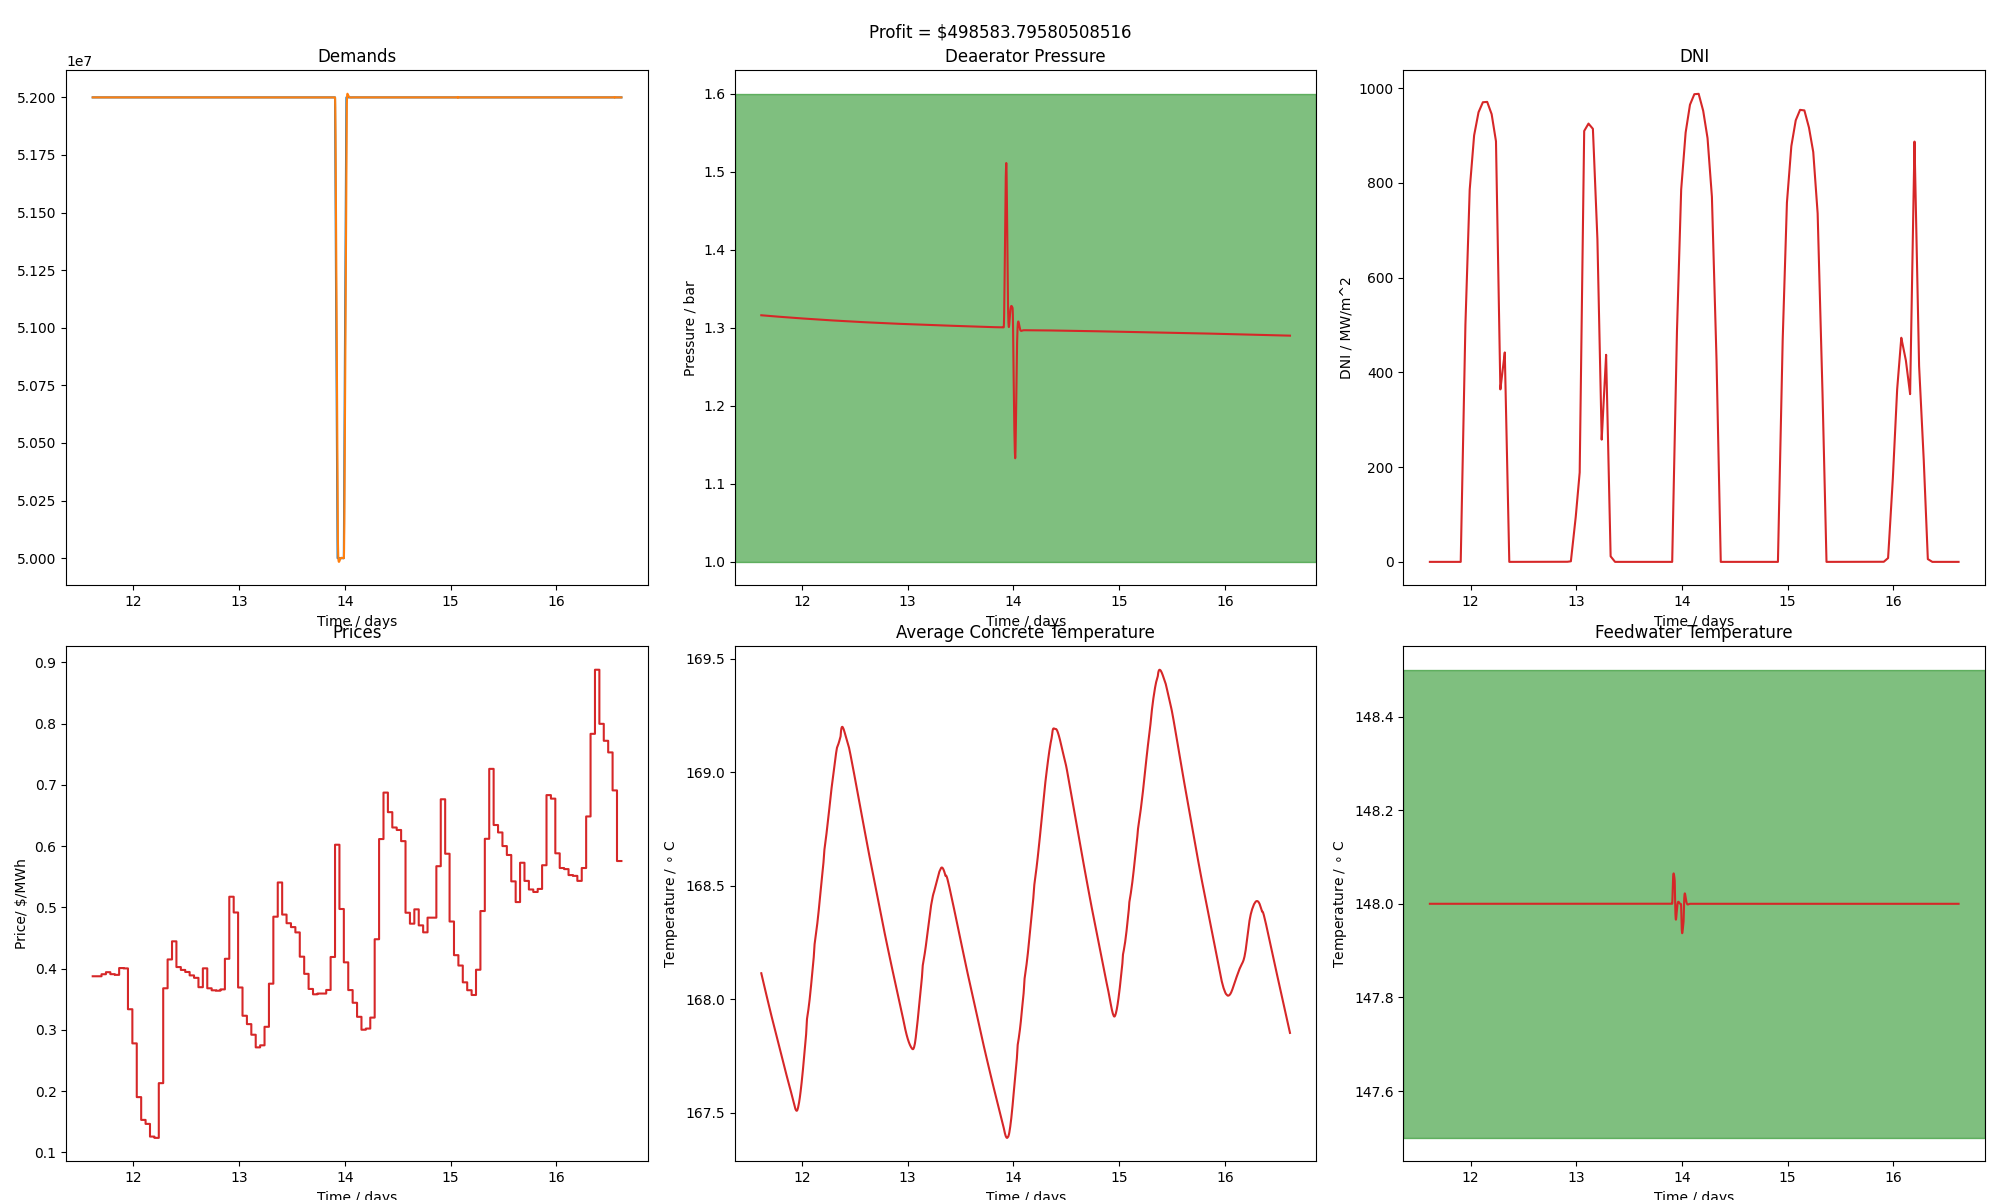 Profit = $498583.79580508516
Demands
1e7
5.200
5.175
5.150
5.125
5.100
5.075
5.050
5.025
5.000
12 13 14 15 16
Time / days
Deaerator Pressure
Pressure / bar
1.6
1.5
1.4
1.3
1.2
1.1
1.0
12 13 14 15 16
Time / days
DNI
DNI / MW/m^2
1000
800
600
400
200
0
12 13 14 15 16
Time / days
Prices
Price/ $/MWh
0.9
0.8
0.7
0.6
0.5
0.4
0.3
0.2
0.1
12 13 14 15 16
Time / days
Average Concrete Temperature
Temperature / ∘ C
169.5
169.0
168.5
168.0
167.5
12 13 14 15 16
Time / days
Feedwater Temperature
Temperature / ∘ C
148.4
148.2
148.0
147.8
147.6
12 13 14 15 16
Time / days